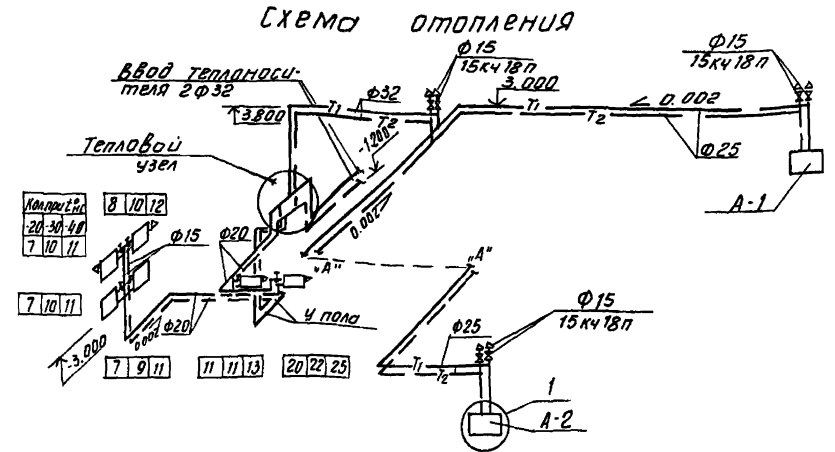 Схема отопления
Ввод теплоноси-
теля 2ф32
Тепловой
узел
3.800
Т1
ф32
Т2
ф15
15кч18п
3.000
Т1
0.002
Т2
ф25
ф15
15кч18п
А-1
-1.200
0.002
Кол.при tнс
-20 -30 -40
7 10 11
8 10 12
ф15
ф20
"А"
"А"
7 10 11
-3.000
0.002
ф20
У пола
7 9 11
11 11 13
20 22 25
ф25
Т1
Т2
ф15
15кч18п
1
А-2